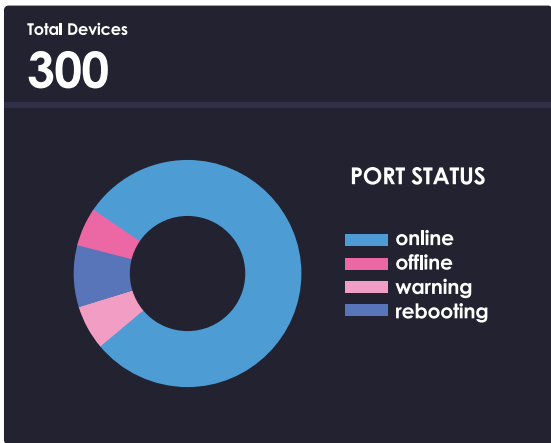 Total Devices
300
PORT STATUS
online
offline
warning
rebooting